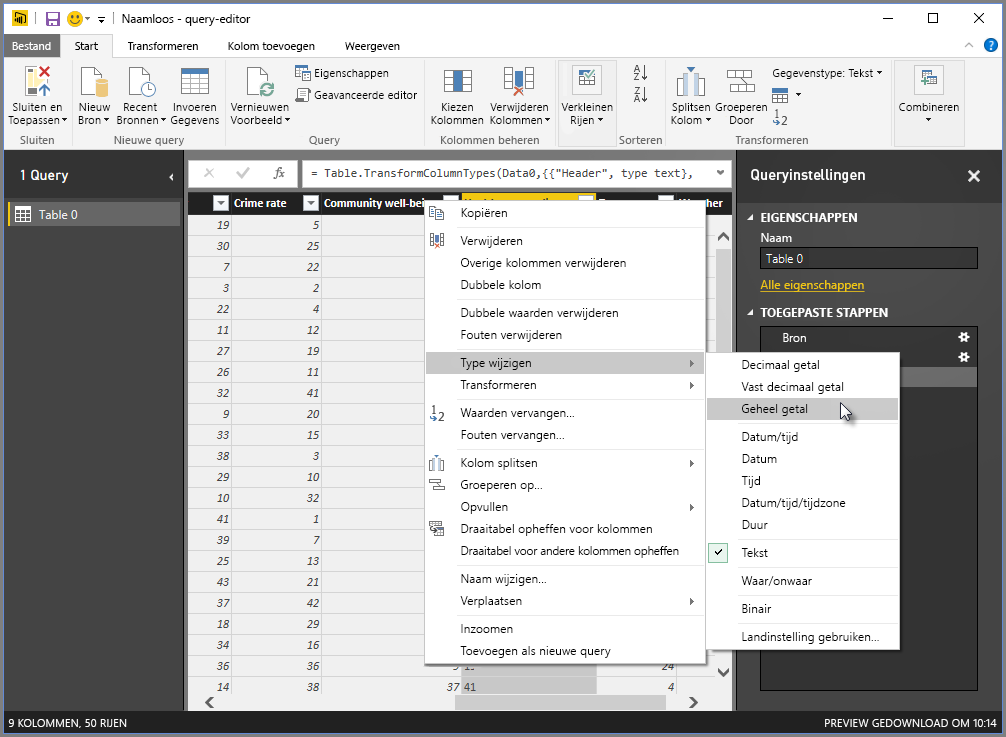 Naamloos - query-editor
Bestand Start Transformeren Kolom toevoegen Weergeven
Sluiten en Toepassen
Nieuw Bron
Recent Bronnen
Invoeren Gegevens
Vernieuwen Voorbeeld
Eigenschappen
Geavanceerde editor
Kiezen Kolommen
Verwijderen Kolommen
Verkleinen Rijen
Splitsen Kolom
Groeperen Door
Gegevenstype: Tekst
Combineren
Sluiten Nieuwe query Query Kolommen beheren Sorteren Transformeren
1 Query
Table 0
= Table.TransformColumnTypes(Data0,{{"Header", type text},
Crime rate Community well-bei
19 5
30 25
7 22
3 2
22 4
11 12
27 19
26 11
32 41
9 20
33 15
38 3
29 10
10 32
41 1
39 7
25 13
43 21
37 42
18 29
34 16
36 36 24
14 38 37 41 4
Kopiëren
Verwijderen
Overige kolommen verwijderen
Dubbele kolom
Dubbele waarden verwijderen
Fouten verwijderen
Type wijzigen
Transformeren
Waarden vervangen...
Fouten vervangen...
Kolom splitsen
Groeperen op...
Opvullen
Draaitabel opheffen voor kolommen
Draaitabel voor andere kolommen opheffen
Naam wijzigen...
Verplaatsen
Inzoomen
Toevoegen als nieuwe query
Decimaal getal
Vast decimaal getal
Geheel getal
Datum/tijd
Datum
Tijd
Datum/tijd/tijdzone
Duur
Tekst
Waar/onwaar
Binair
Landinstelling gebruiken...
Queryinstellingen
EIGENSCHAPPEN
Naam
Table 0
Alle eigenschappen
TOEGEPASTE STAPPEN
Bron
9 KOLOMMEN, 50 RIJEN
PREVIEW GEDOWNLOAD OM 10:14